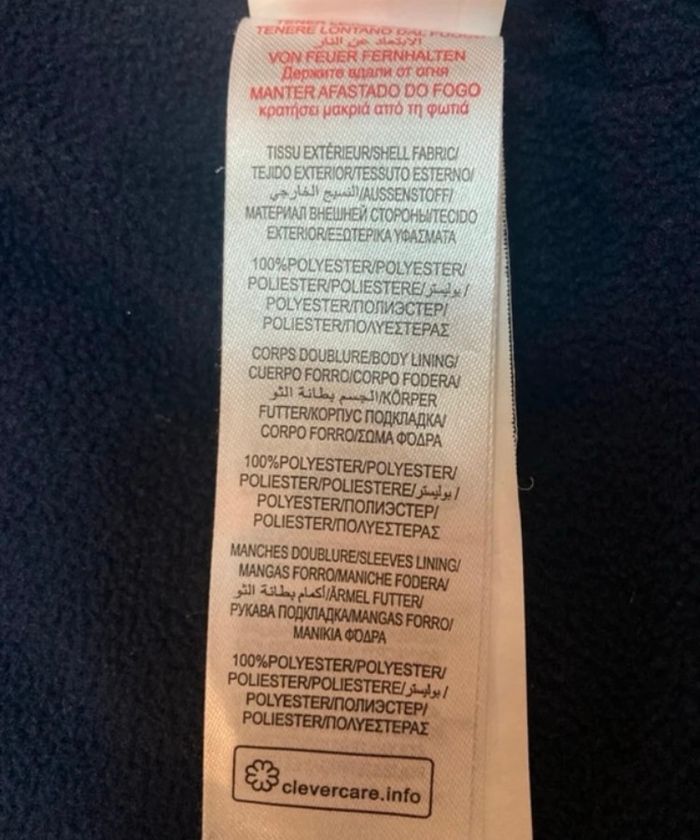 TENERE LONTANO DAL
الابتعاد عن النار
VON FEUER FERNHALTEN
Держите вдали от огня
MANTER AFASTADO DO FOGO
κρατήσει μακριά από τη φωτιά
TISSU EXTÉRIEUR/SHELL FABRIC/
TEJIDO EXTERIOR/TESSUTO ESTERNO/
النسيج الخارجي/AUSSENSTOFF/
МАТЕРИАЛ ВНЕШНЕЙ СТОРОНЫ/TECIDO
EXTERIOR/ΕΞΩΤΕΡΙΚΑ ΥΦΑΣΜΑΤΑ
100%POLYESTER/POLYESTER/
POLIESTER/POLIESTERE/بوليستر/
POLYESTER/ПОЛИЭСТЕР/
POLIESTER/ΠΟΛΥΕΣΤΕΡΑΣ
CORPS DOUBLURE/BODY LINING/
CUERPO FORRO/CORPO FODERA/
الجسم بطانة الثو/KÖRPER
FUTTER/КОРПУС ПОДКЛАДКА/
CORPO FORRO/ΣΩΜΑ ΦΌΔΡΑ
100%POLYESTER/POLYESTER/
POLIESTER/POLIESTERE/بوليستر/
POLYESTER/ПОЛИЭСТЕР/
POLIESTER/ΠΟΛΥΕΣΤΕΡΑΣ
MANCHES DOUBLURE/SLEEVES LINING/
MANGAS FORRO/MANICHE FODERA/
أكمام بطانة الثو/ÄRMEL FUTTER/
РУКАВА ПОДКЛАДКА/MANGAS FORRO/
ΜΑΝΙΚΙΑ ΦΌΔΡΑ
100%POLYESTER/POLYESTER/
POLIESTER/POLIESTERE/بوليستر/
POLYESTER/ПОЛИЭСТЕР/
POLIESTER/ΠΟΛΥΕΣΤΕΡΑΣ
clevercare.info